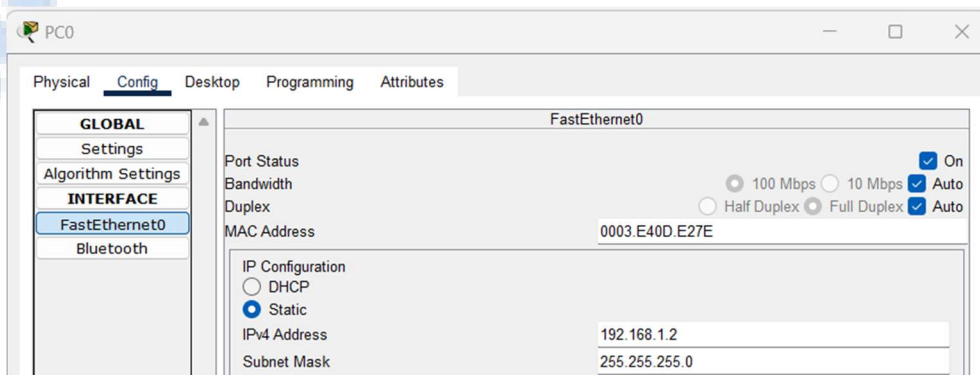 PC0
Physical Config Desktop Programming Attributes
GLOBAL
Settings
Algorithm Settings
INTERFACE
FastEthernet0
Bluetooth
FastEthernet0
Port Status On
Bandwidth 100 Mbps 10 Mbps Auto
Duplex Half Duplex Full Duplex Auto
MAC Address 0003.E40D.E27E
IP Configuration
DHCP
Static
IPv4 Address 192.168.1.2
Subnet Mask 255.255.255.0